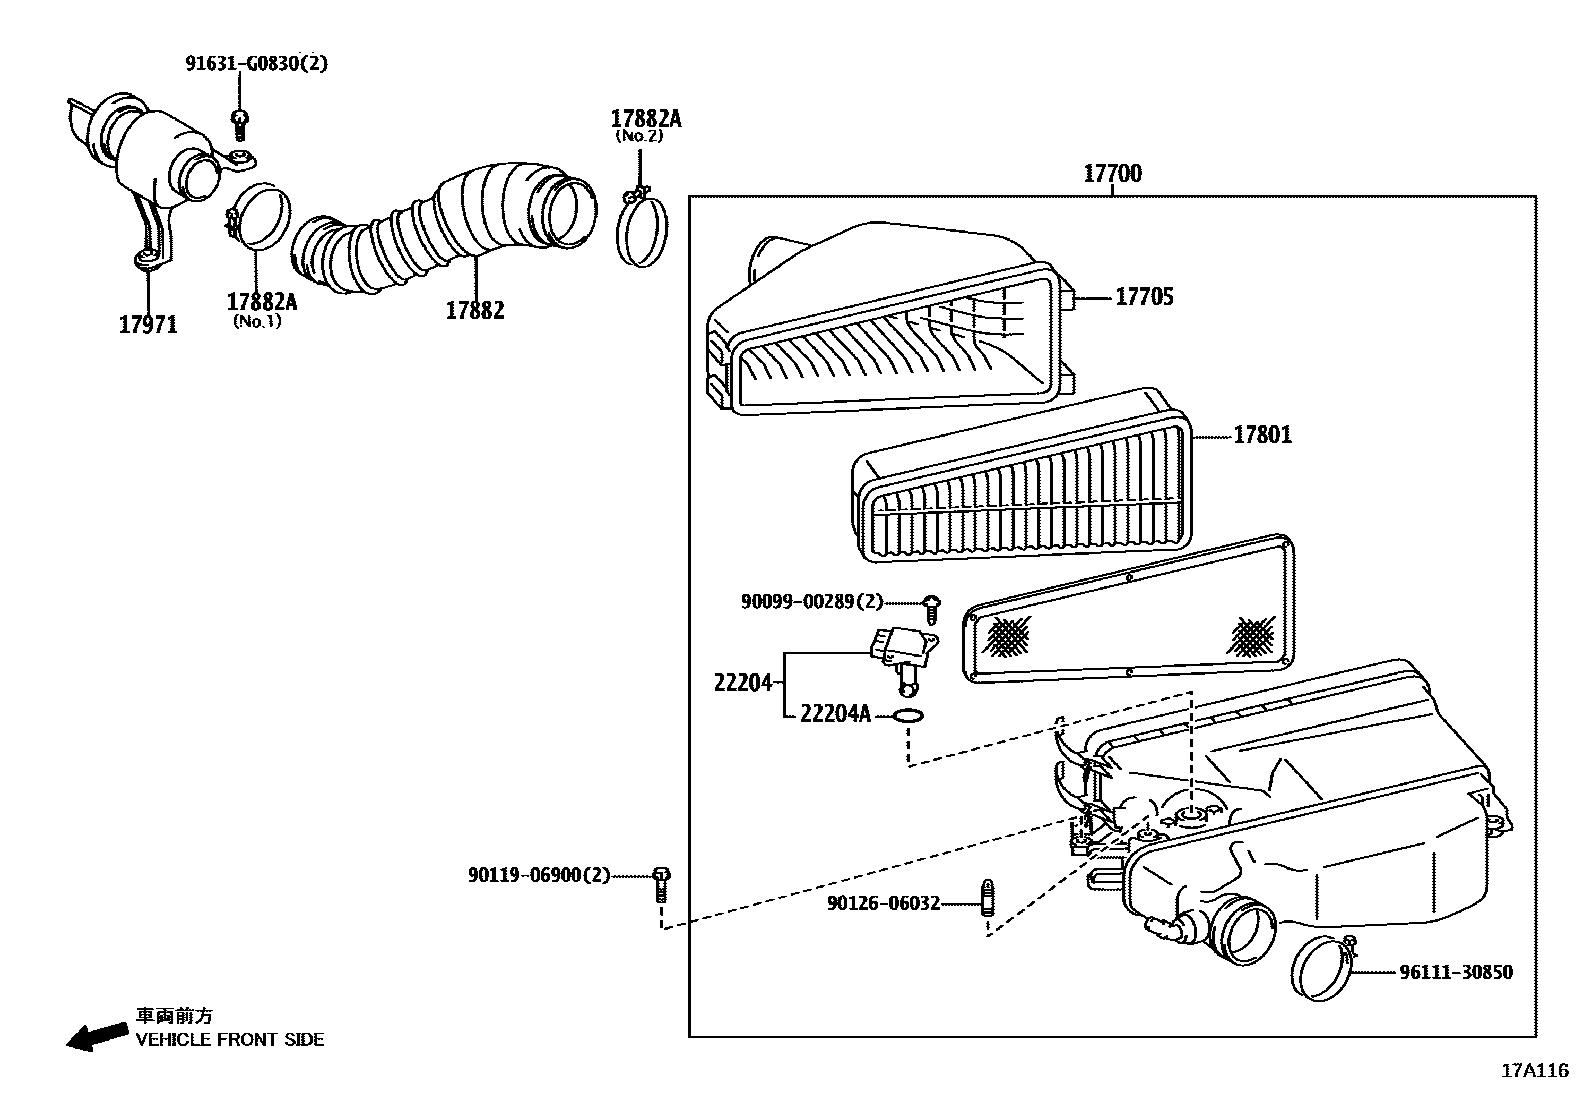 91631-G0830(2)
17882A
(No.2)
17700
17705
17882A
(No.1)
17882
17971
17801
90099-00289(2)
22204
22204A
90119-06900(2)
90126-06032
96111-30850
車両前方
VEHICLE FRONT SIDE
17A116